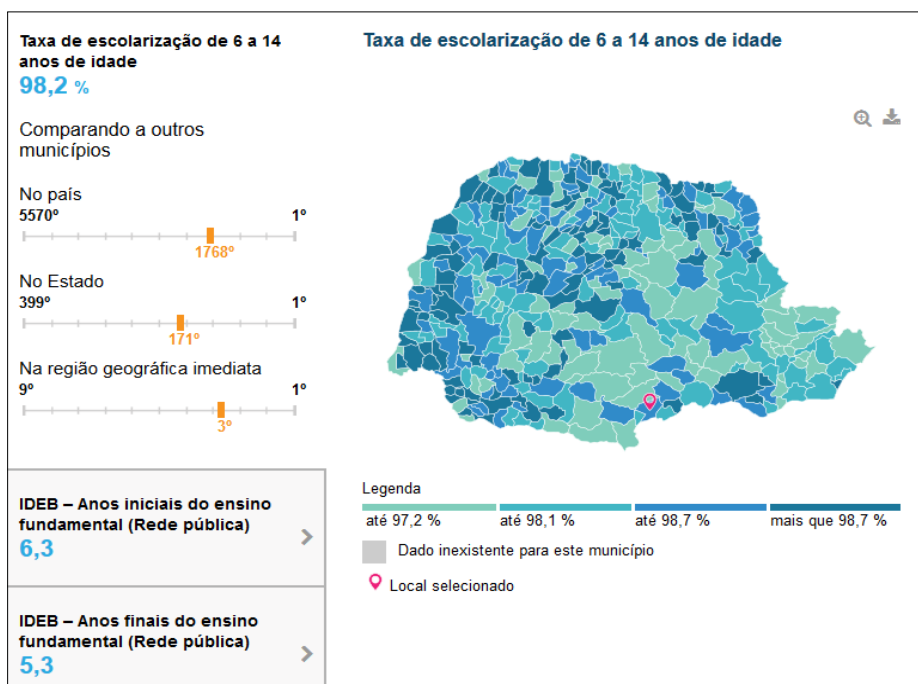 Taxa de escolarização de 6 a 14
anos de idade
98,2 %
Comparando a outros
municípios
No país
5570º 1º
1768º
No Estado
399º 1º
171º
Na região geográfica imediata
9º 1º
3º
IDEB – Anos iniciais do ensino
fundamental (Rede pública)
6,3
IDEB – Anos finais do ensino
fundamental (Rede pública)
5,3
Taxa de escolarização de 6 a 14 anos de idade
Legenda
até 97,2 % até 98,1 % até 98,7 % mais que 98,7 %
Dado inexistente para este município
Local selecionado